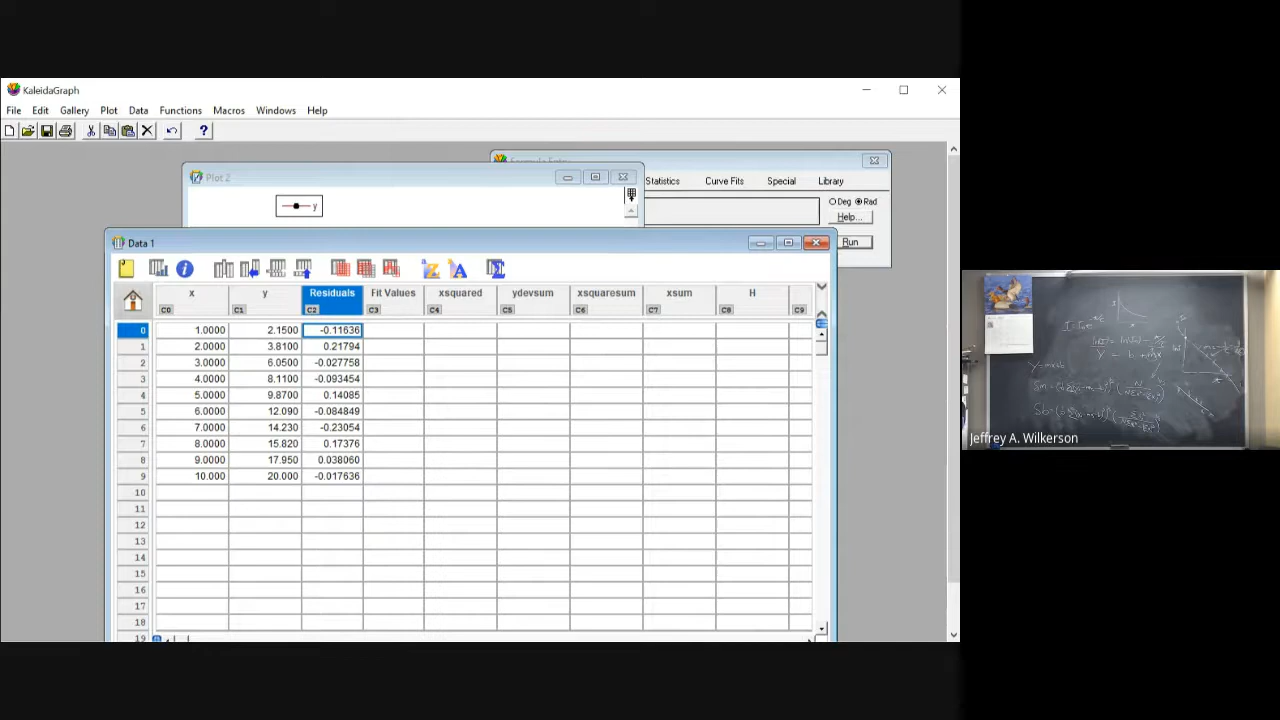 KaleidaGraph
File Edit Gallery Plot Data Functions Macros Windows Help
Plot 2
y
Statistics Curve Fits Special Library
Deg Rad
Help...
Run
Data 1
x y Residuals Fit Values xsquared ydevsum xsquaresum xsum H
C0 C1 C2 C3 C4 C5 C6 C7 C8 C9
0 1.0000 2.1500 -0.11636
1 2.0000 3.8100 0.21794
2 3.0000 6.0500 -0.027758
3 4.0000 8.1100 -0.093454
4 5.0000 9.8700 0.14085
5 6.0000 12.090 -0.084849
6 7.0000 14.230 -0.23054
7 8.0000 15.820 0.17376
8 9.0000 17.950 0.038060
9 10.000 20.000 -0.017636
10
11
12
13
14
15
16
17
18
19
Jeffrey A. Wilkerson